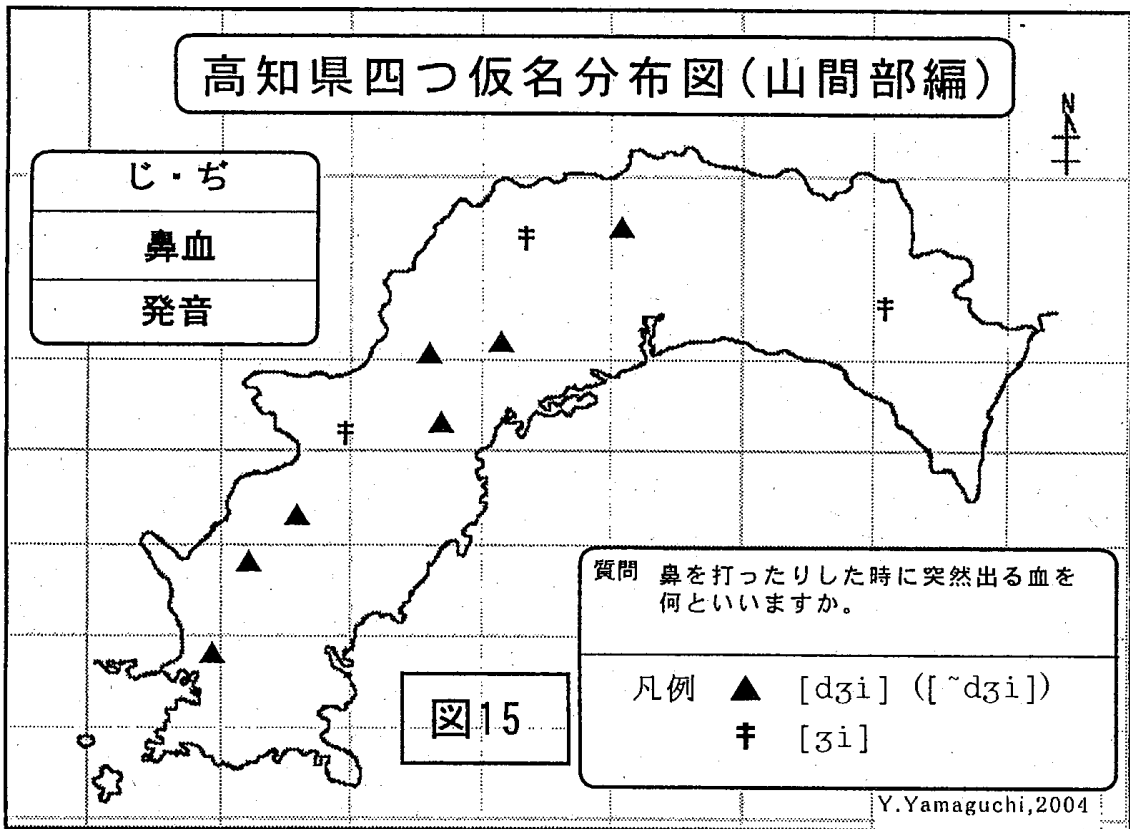 高知県四つ仮名分布図(山間部編)
N
じ・ぢ
鼻血
発音
質問 鼻を打ったりした時に突然出る血を
何といいますか。
凡例 ▲ [dʒi] ([~dʒi])
‡ [ʒi]
図15
Y.Yamaguchi,2004